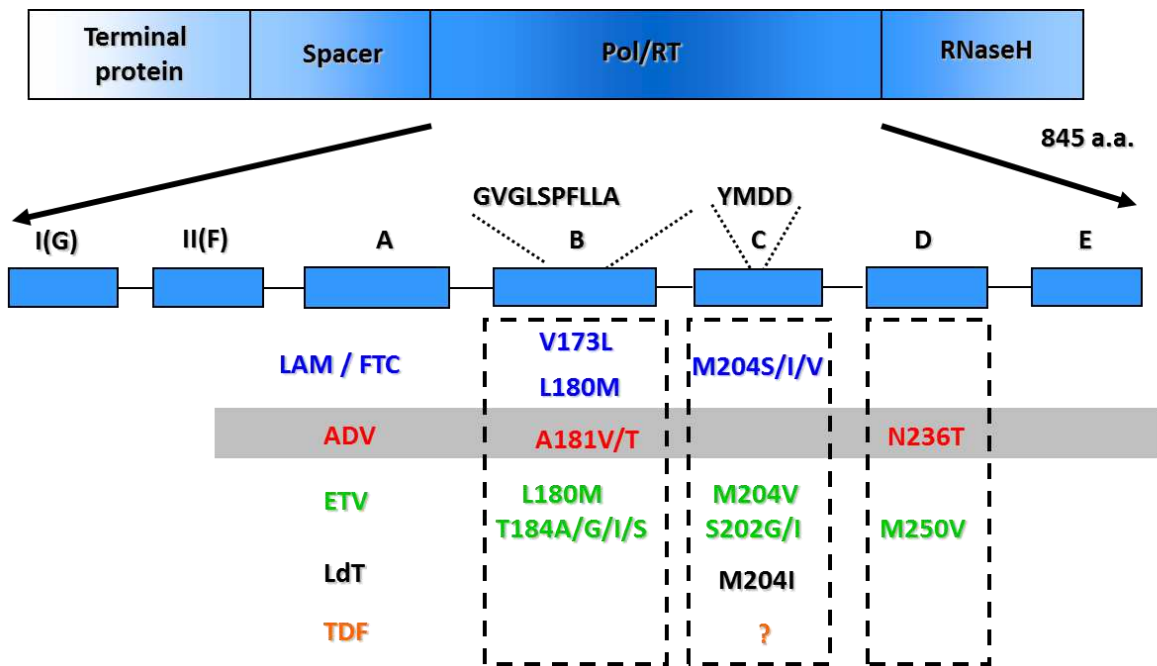 Terminal
protein
Spacer
Pol/RT
RNaseH
845 a.a.
GVGLSPFLLA
YMDD
I(G)
II(F)
A
B
C
D
E
LAM / FTC
V173L
L180M
M204S/I/V
ADV
A181V/T
N236T
ETV
L180M
T184A/G/I/S
M204V
S202G/I
M250V
LdT
M204I
TDF
?